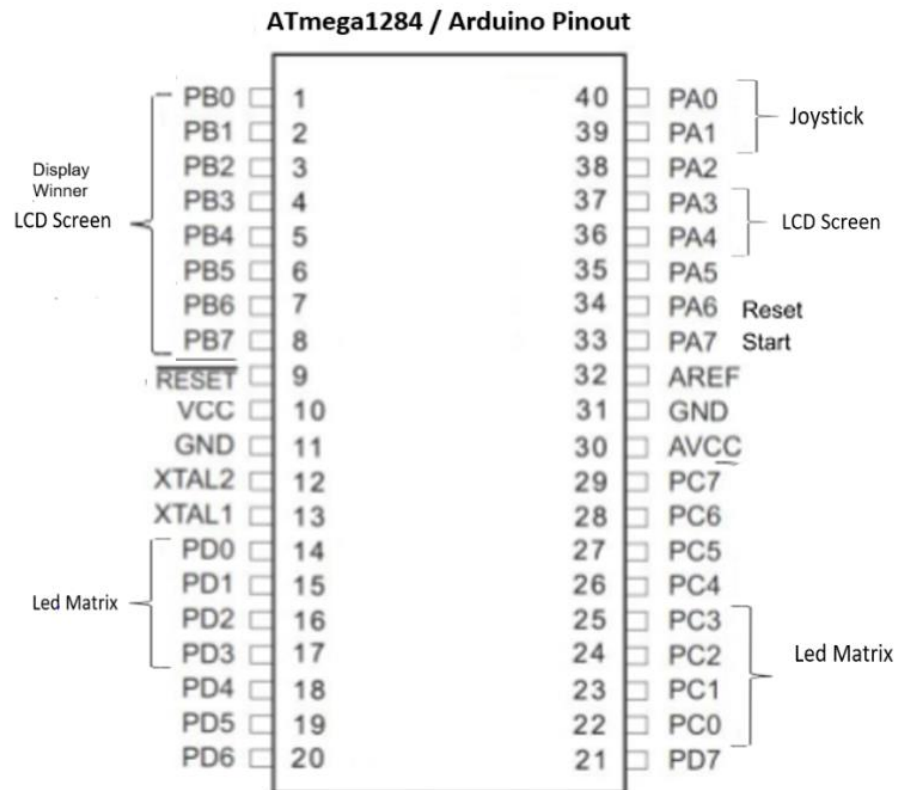 ATmega1284 / Arduino Pinout
PB0 1 40 PA0
PB1 2 39 PA1
Joystick
PB2 3 38 PA2
Display
Winner
LCD Screen
PB3 4 37 PA3
PB4 5 36 PA4
LCD Screen
PB5 6 35 PA5
PB6 7 34 PA6 Reset
PB7 8 33 PA7 Start
RESET 9 32 AREF
VCC 10 31 GND
GND 11 30 AVCC
XTAL2 12 29 PC7
XTAL1 13 28 PC6
PD0 14 27 PC5
PD1 15 26 PC4
Led Matrix
PD2 16 25 PC3
PD3 17 24 PC2
Led Matrix
PD4 18 23 PC1
PD5 19 22 PC0
PD6 20 21 PD7